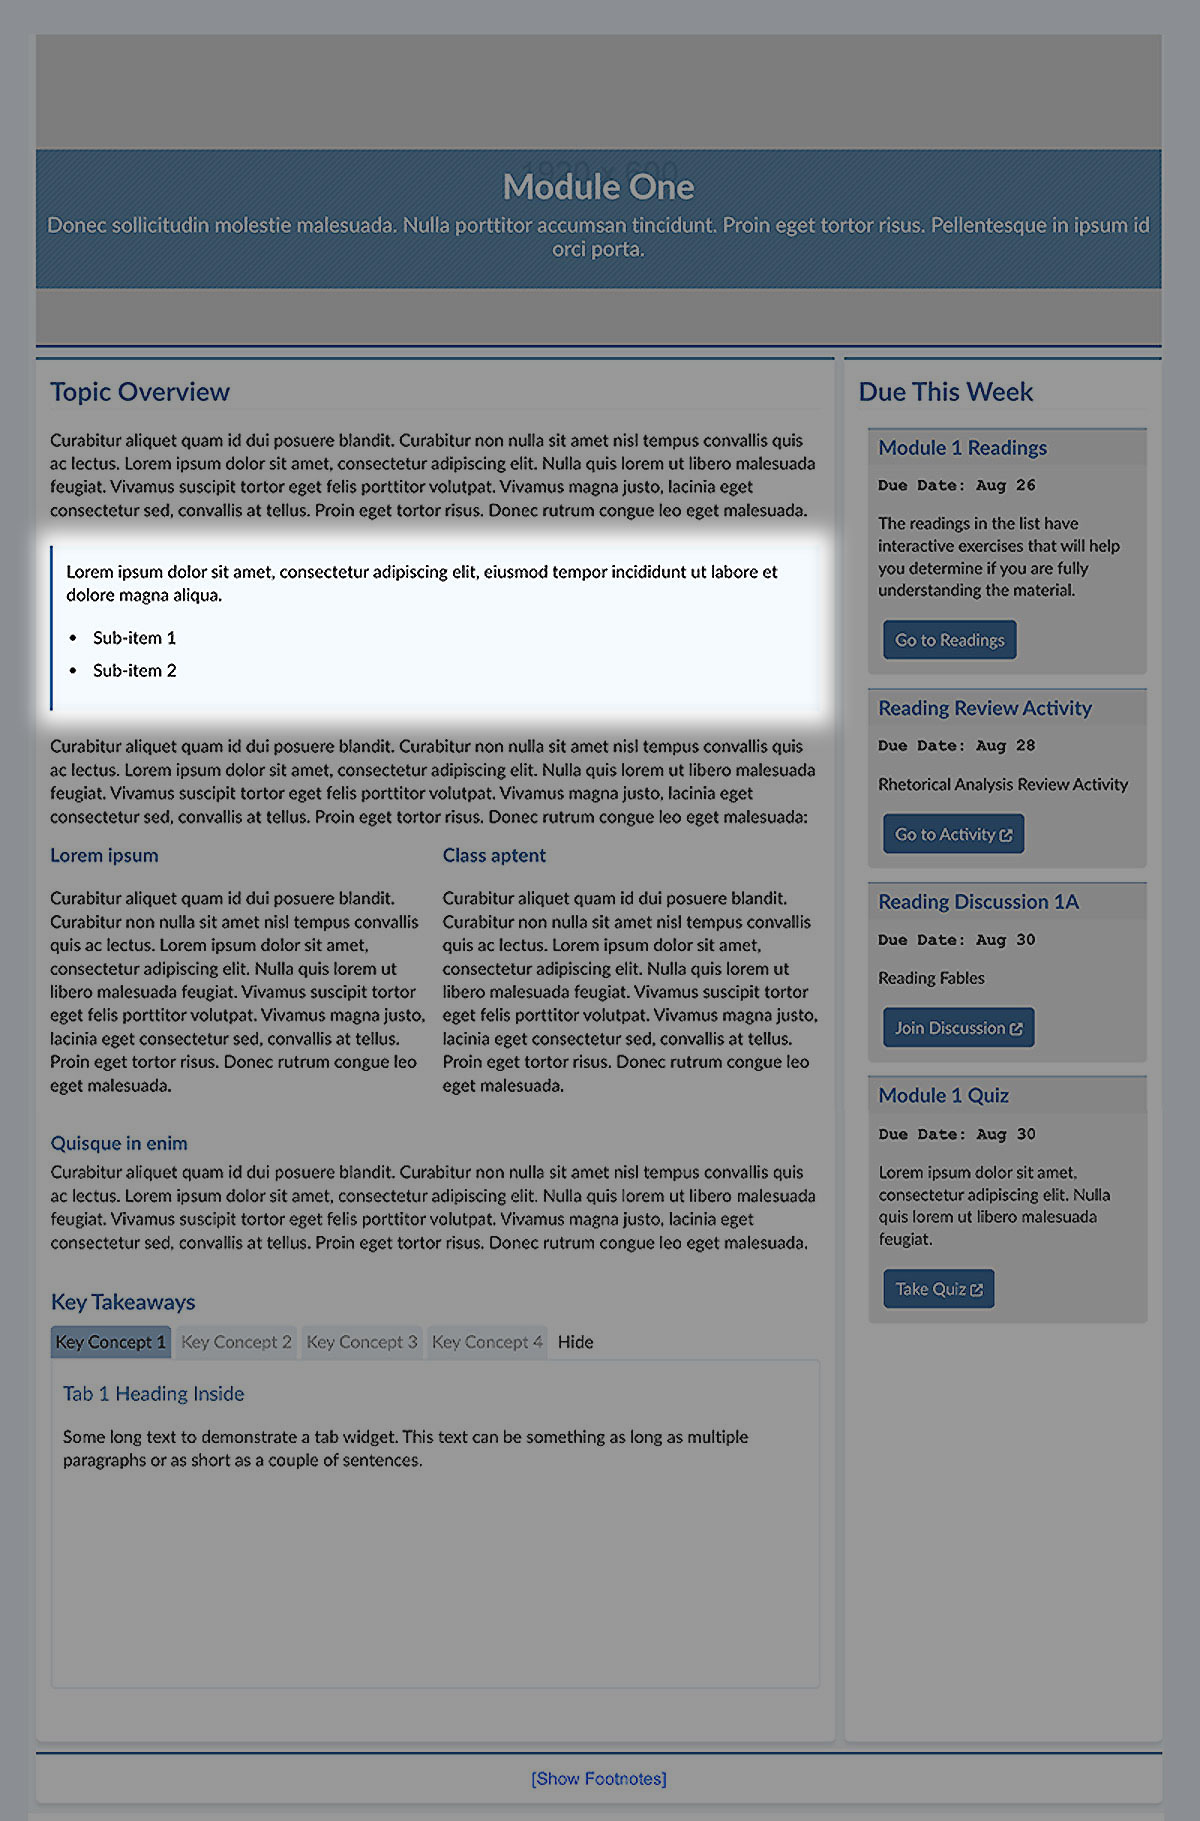 1920 x 600
Module One
Donec sollicitudin molestie malesuada. Nulla porttitor accumsan tincidunt. Proin eget tortor risus. Pellentesque in ipsum id
orci porta.
Topic Overview
Curabitur aliquet quam id dui posuere blandit. Curabitur non nulla sit amet nisl tempus convallis quis
ac lectus. Lorem ipsum dolor sit amet, consectetur adipiscing elit. Nulla quis lorem ut libero malesuada
feugiat. Vivamus suscipit tortor eget felis porttitor volutpat. Vivamus magna justo, lacinia eget
consectetur sed, convallis at tellus. Proin eget tortor risus. Donec rutrum congue leo eget malesuada.
Lorem ipsum dolor sit amet, consectetur adipiscing elit, eiusmod tempor incididunt ut labore et
dolore magna aliqua.
• Sub-item 1
• Sub-item 2
Curabitur aliquet quam id dui posuere blandit. Curabitur non nulla sit amet nisl tempus convallis quis
ac lectus. Lorem ipsum dolor sit amet, consectetur adipiscing elit. Nulla quis lorem ut libero malesuada
feugiat. Vivamus suscipit tortor eget felis porttitor volutpat. Vivamus magna justo, lacinia eget
consectetur sed, convallis at tellus. Proin eget tortor risus. Donec rutrum congue leo eget malesuada:
Lorem ipsum
Curabitur aliquet quam id dui posuere blandit.
Curabitur non nulla sit amet nisl tempus convallis
quis ac lectus. Lorem ipsum dolor sit amet,
consectetur adipiscing elit. Nulla quis lorem ut
libero malesuada feugiat. Vivamus suscipit tortor
eget felis porttitor volutpat. Vivamus magna justo,
lacinia eget consectetur sed, convallis at tellus.
Proin eget tortor risus. Donec rutrum congue leo
eget malesuada.
Class aptent
Curabitur aliquet quam id dui posuere blandit.
Curabitur non nulla sit amet nisl tempus convallis
quis ac lectus. Lorem ipsum dolor sit amet,
consectetur adipiscing elit. Nulla quis lorem ut
libero malesuada feugiat. Vivamus suscipit tortor
eget felis porttitor volutpat. Vivamus magna justo,
lacinia eget consectetur sed, convallis at tellus.
Proin eget tortor risus. Donec rutrum congue leo
eget malesuada.
Quisque in enim
Curabitur aliquet quam id dui posuere blandit. Curabitur non nulla sit amet nisl tempus convallis quis
ac lectus. Lorem ipsum dolor sit amet, consectetur adipiscing elit. Nulla quis lorem ut libero malesuada
feugiat. Vivamus suscipit tortor eget felis porttitor volutpat. Vivamus magna justo, lacinia eget
consectetur sed, convallis at tellus. Proin eget tortor risus. Donec rutrum congue leo eget malesuada.
Key Takeaways
Key Concept 1 Key Concept 2 Key Concept 3 Key Concept 4 Hide
Tab 1 Heading Inside
Some long text to demonstrate a tab widget. This text can be something as long as multiple
paragraphs or as short as a couple of sentences.
Due This Week
Module 1 Readings
Due Date: Aug 26
The readings in the list have
interactive exercises that will help
you determine if you are fully
understanding the material.
Go to Readings
Reading Review Activity
Due Date: Aug 28
Rhetorical Analysis Review Activity
Go to Activity
Reading Discussion 1A
Due Date: Aug 30
Reading Fables
Join Discussion
Module 1 Quiz
Due Date: Aug 30
Lorem ipsum dolor sit amet,
consectetur adipiscing elit. Nulla
quis lorem ut libero malesuada
feugiat.
Take Quiz
[Show Footnotes]